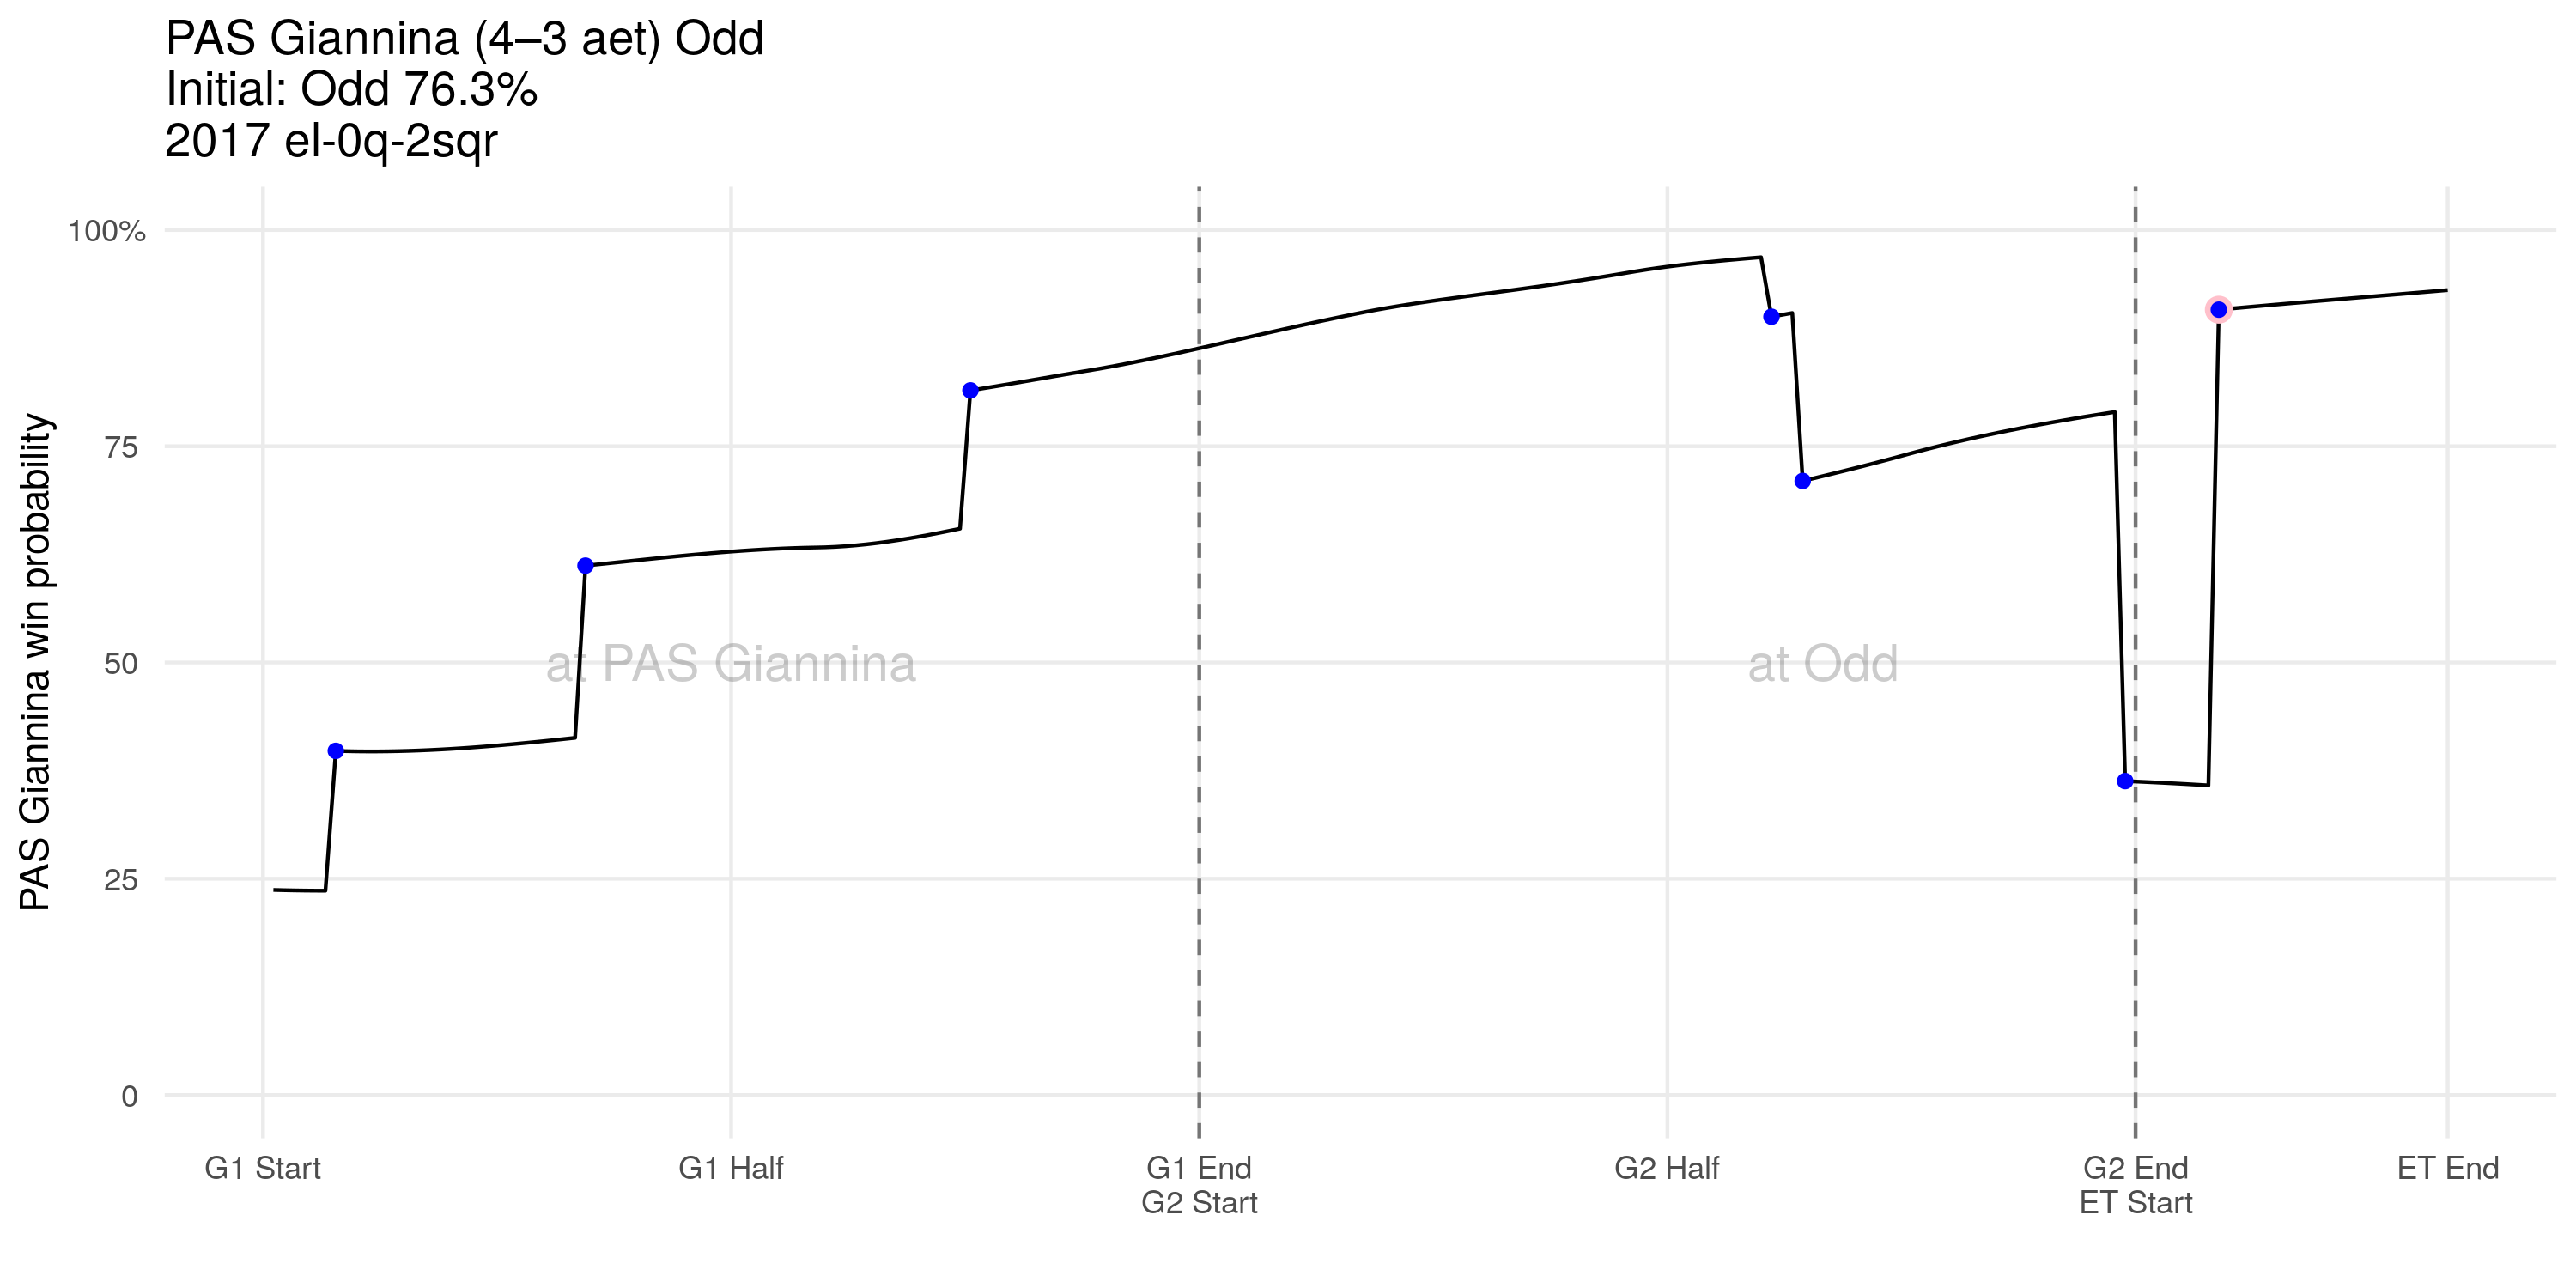 PAS Giannina (4–3 aet) Odd
Initial: Odd 76.3%
2017 el-0q-2sqr
PAS Giannina win probability
100%
75
50
25
0
at PAS Giannina
at Odd
G1 Start
G1 Half
G1 End
G2 Start
G2 Half
G2 End
ET Start
ET End